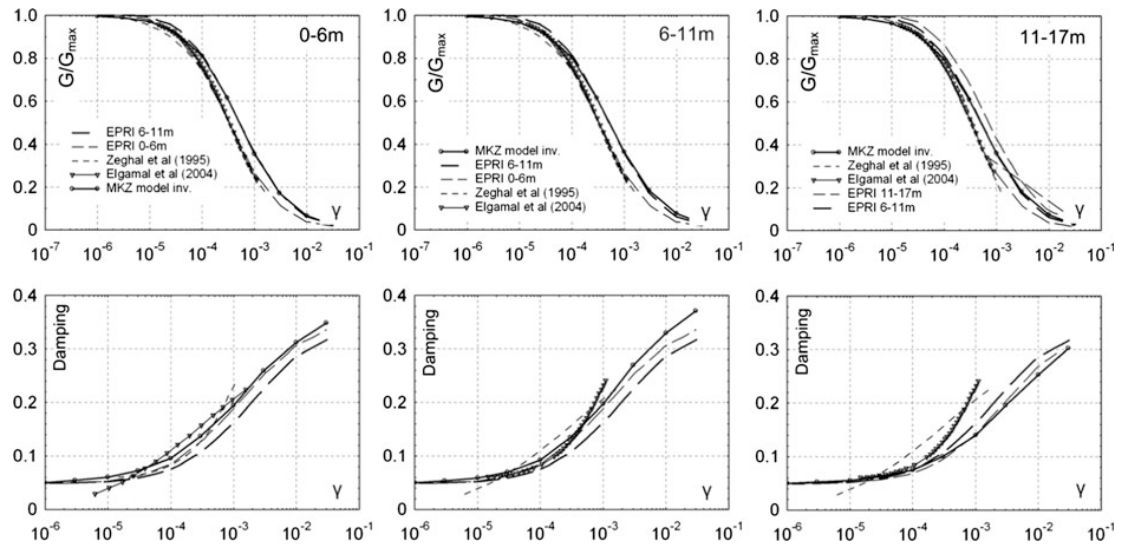 1.0
0.8
0.6
0.4
0.2
0.0
G/Gmax
0-6m
EPRI 6-11m
EPRI 0-6m
Zeghal et al (1995)
Elgamal et al (2004)
MKZ model inv.
γ
10-7 10-6 10-5 10-4 10-3 10-2 10-1
1.0
0.8
0.6
0.4
0.2
0.0
G/Gmax
6-11m
MKZ model inv.
EPRI 6-11m
EPRI 0-6m
Zeghal et al (1995)
Elgamal et al (2004)
γ
10-7 10-6 10-5 10-4 10-3 10-2 10-1
1.0
0.8
0.6
0.4
0.2
0.0
G/Gmax
11-17m
MKZ model inv.
Zeghal et al (1995)
Elgamal et al (2004)
EPRI 11-17m
EPRI 6-11m
γ
10-7 10-6 10-5 10-4 10-3 10-2 10-1
0.4
0.3
0.2
0.1
0
Damping
γ
10-6 10-5 10-4 10-3 10-2 10-1
0.4
0.3
0.2
0.1
0
Damping
γ
10-6 10-5 10-4 10-3 10-2 10-1
0.4
0.3
0.2
0.1
0
Damping
γ
10-6 10-5 10-4 10-3 10-2 10-1